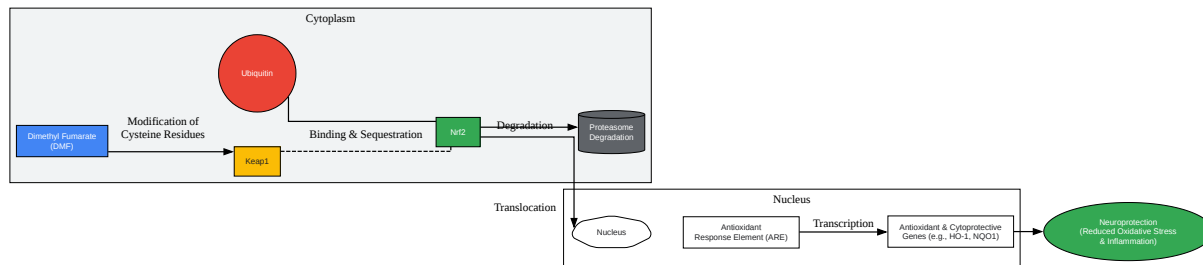 Cytoplasm
Ubiquitin
Modification of
Cysteine Residues
Dimethyl Fumarate
(DMF)
Keap1
Binding & Sequestration
Nrf2
Degradation
Proteasome
Degradation
Translocation
Nucleus
Nucleus
Antioxidant
Response Element (ARE)
Transcription
Antioxidant & Cytoprotective
Genes (e.g., HO-1, NQO1)
Neuroprotection
(Reduced Oxidative Stress
& Inflammation)